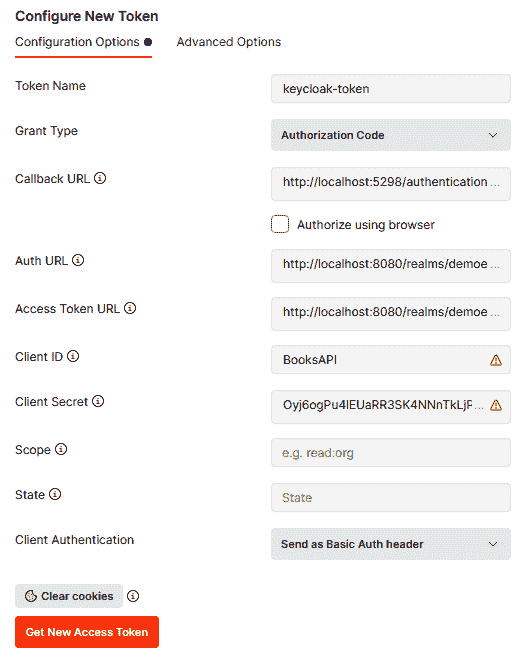 Configure New Token
Configuration Options Advanced Options
Token Name keycloak-token
Grant Type Authorization Code
Callback URL http://localhost:5298/authentication ...
Authorize using browser
Auth URL http://localhost:8080/realms/demoe ...
Access Token URL http://localhost:8080/realms/demoe ...
Client ID BooksAPI
Client Secret Oyj6ogPu4lEUaRR3SK4NNnTkLjP ...
Scope e.g. read:org
State State
Client Authentication Send as Basic Auth header
Clear cookies
Get New Access Token